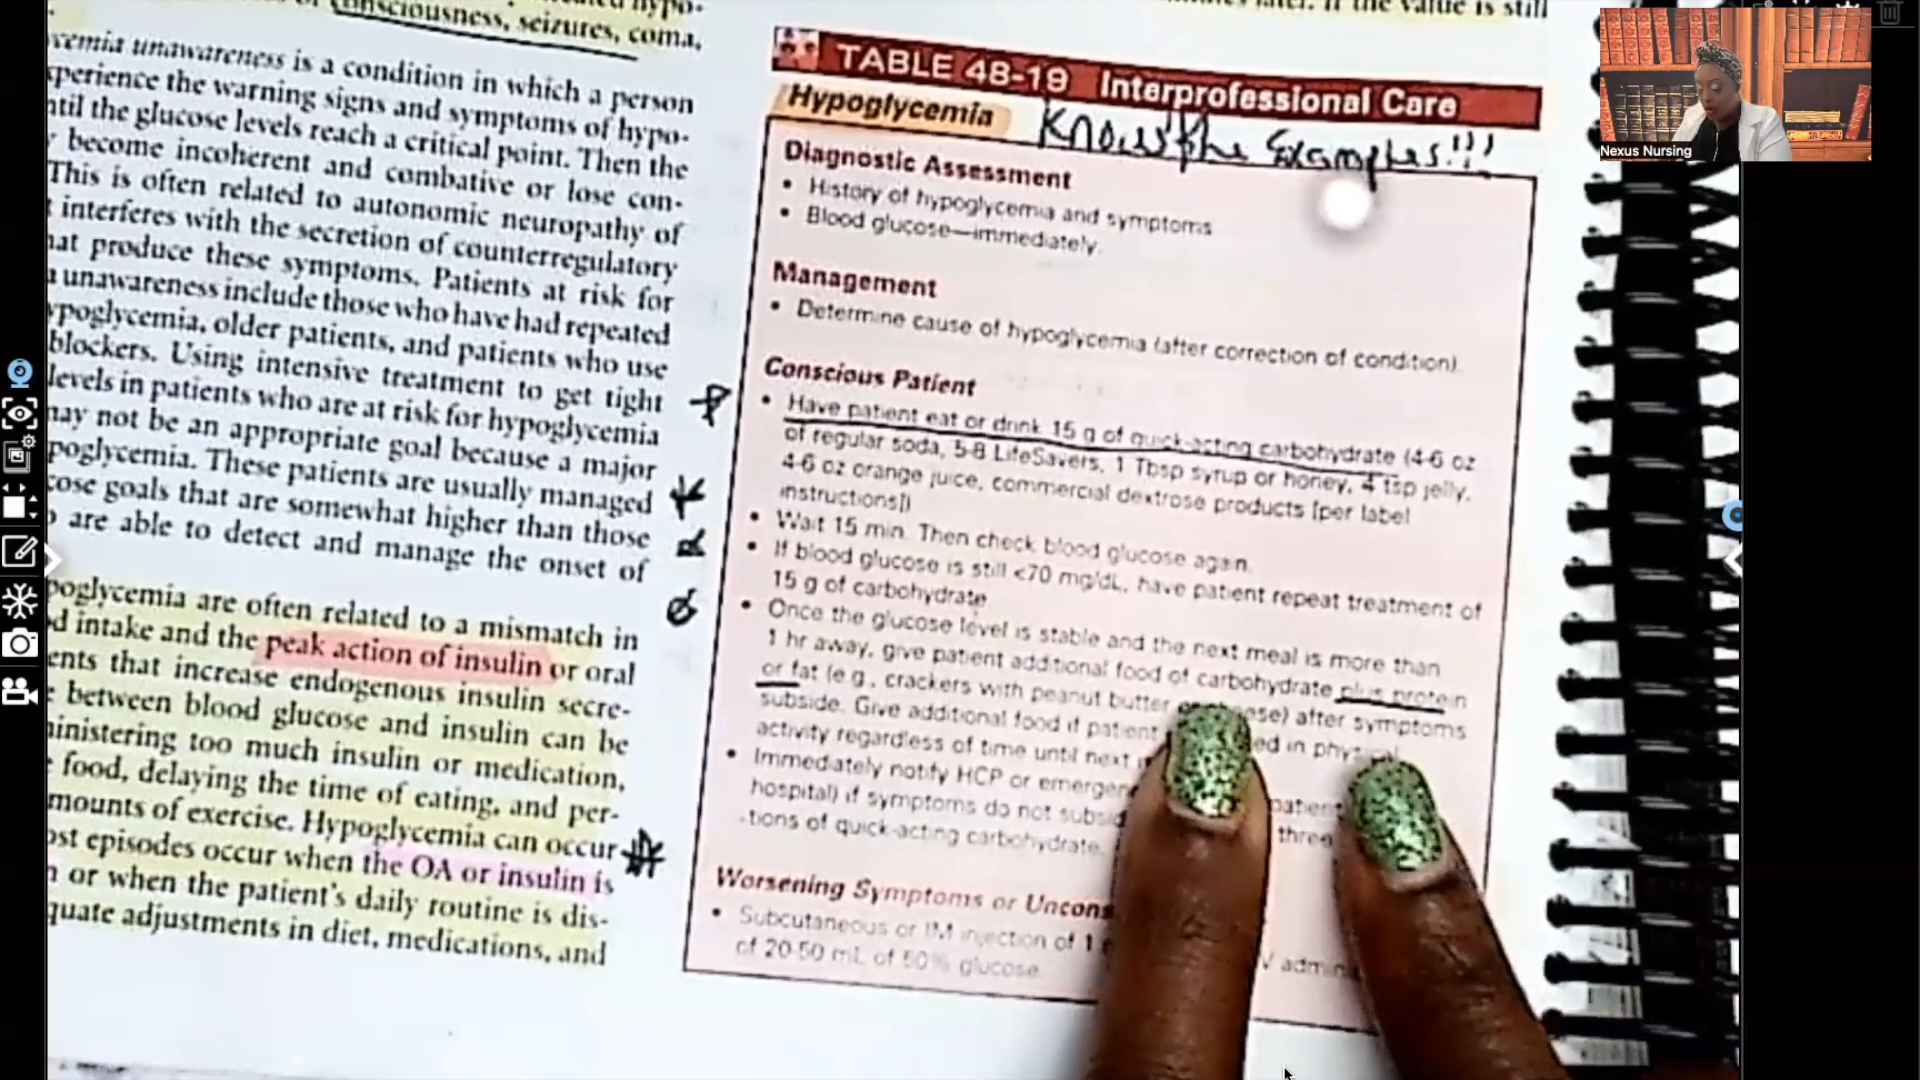 consciousness, seizures, coma,
unawareness is a condition in which a person
the warning signs and symptoms of hypo-
the glucose levels reach a critical point. Then the
become incoherent and combative or lose con-
This is often related to autonomic neuropathy of
interferes with the secretion of counterregulatory
produce these symptoms. Patients at risk for
unawareness include those who have had repeated
older patients, and patients who use
blockers. Using intensive treatment to get tight
levels in patients who are at risk for hypoglycemia
may not be an appropriate goal because a major
These patients are usually managed
goals that are somewhat higher than those
are able to detect and manage the onset of
are often related to a mismatch in
intake and the peak action of insulin or oral
that increase endogenous insulin secre-
between blood glucose and insulin can be
too much insulin or medication,
food, delaying the time of eating, and per-
of exercise. Hypoglycemia can occur
episodes occur when the OA or insulin is
or when the patient's daily routine is dis-
adjustments in diet, medications, and
later. If the value is still
TABLE 48-19 Interprofessional Care
Hypoglycemia
Know the Examples!!!
Diagnostic Assessment
• History of hypoglycemia and symptoms
• Blood glucose—immediately.
Management
• Determine cause of hypoglycemia (after correction of condition).
Conscious Patient
• Have patient eat or drink 15 g of quick-acting carbohydrate (4-6 oz
of regular soda, 5-8 LifeSavers, 1 Tbsp syrup or honey, 4 tsp jelly,
4-6 oz orange juice, commercial dextrose products [per label
instructions])
• Wait 15 min. Then check blood glucose again.
• If blood glucose is still <70 mg/dL, have patient repeat treatment of
15 g of carbohydrate
• Once the glucose level is stable and the next meal is more than
1 hr away, give patient additional food of carbohydrate plus protein
or fat (e.g., crackers with peanut butter after symptoms
subside. Give additional food if patient in physical
activity regardless of time until next
• Immediately notify HCP or
hospital) if symptoms do not three
tions of quick-acting carbohydrate.
Worsening Symptoms or
• Subcutaneous or IM injection of 1
of 20-50 mL of 50% glucose.
Nexus Nursing